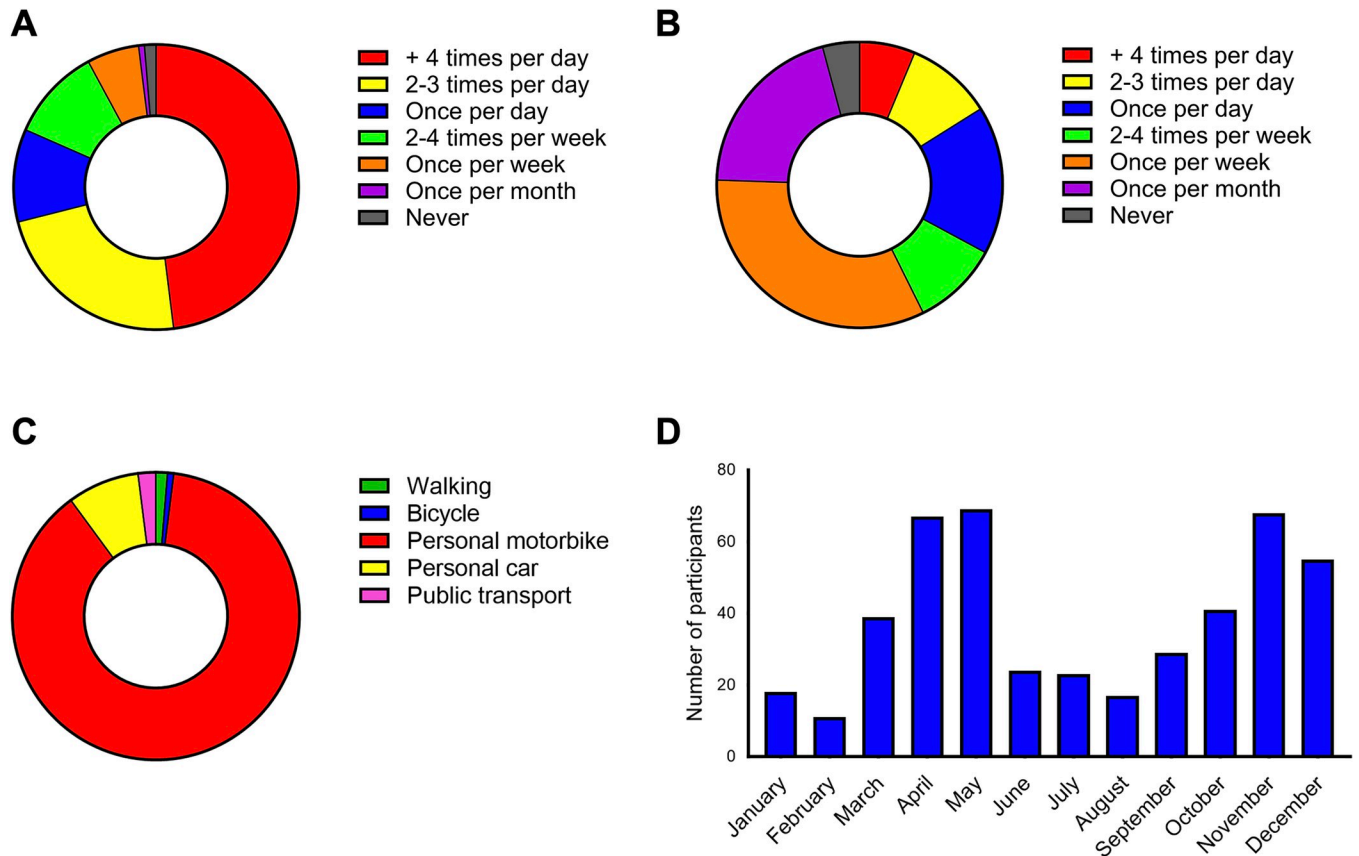 A
+ 4 times per day
2-3 times per day
Once per day
2-4 times per week
Once per week
Once per month
Never
B
+ 4 times per day
2-3 times per day
Once per day
2-4 times per week
Once per week
Once per month
Never
C
Walking
Bicycle
Personal motorbike
Personal car
Public transport
D
Number of participants
80
60
40
20
0
January
February
March
April
May
June
July
August
September
October
November
December